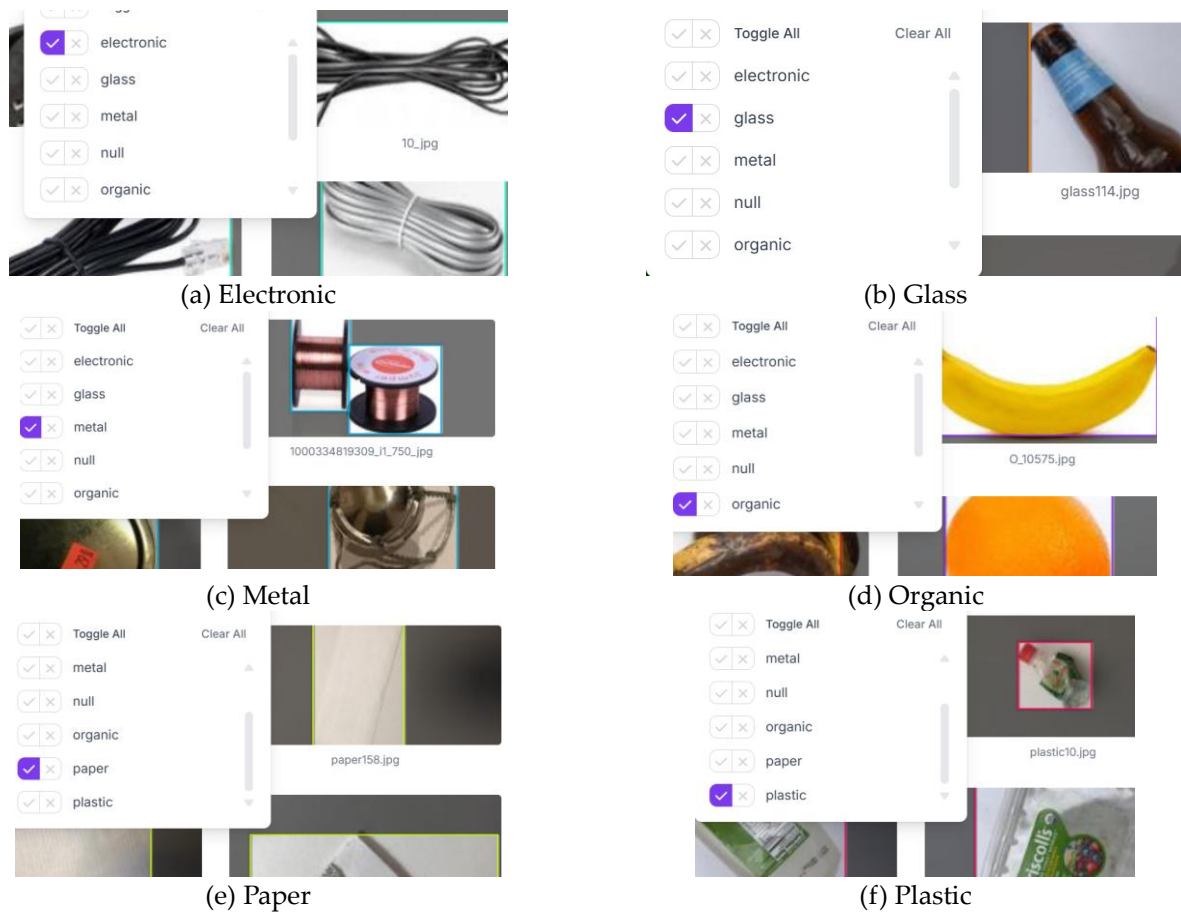 electronic
glass
metal
null
organic
10_jpg
(a) Electronic
Toggle All Clear All
electronic
glass
metal
null
organic
glass114.jpg
(b) Glass
Toggle All Clear All
electronic
glass
metal
null
organic
1000334819309_i1_750_jpg
(c) Metal
Toggle All Clear All
electronic
glass
metal
null
organic
O_10575.jpg
(d) Organic
Toggle All Clear All
metal
null
organic
paper
plastic
paper158.jpg
(e) Paper
Toggle All Clear All
metal
null
organic
paper
plastic
plastic10.jpg
riscolls
(f) Plastic